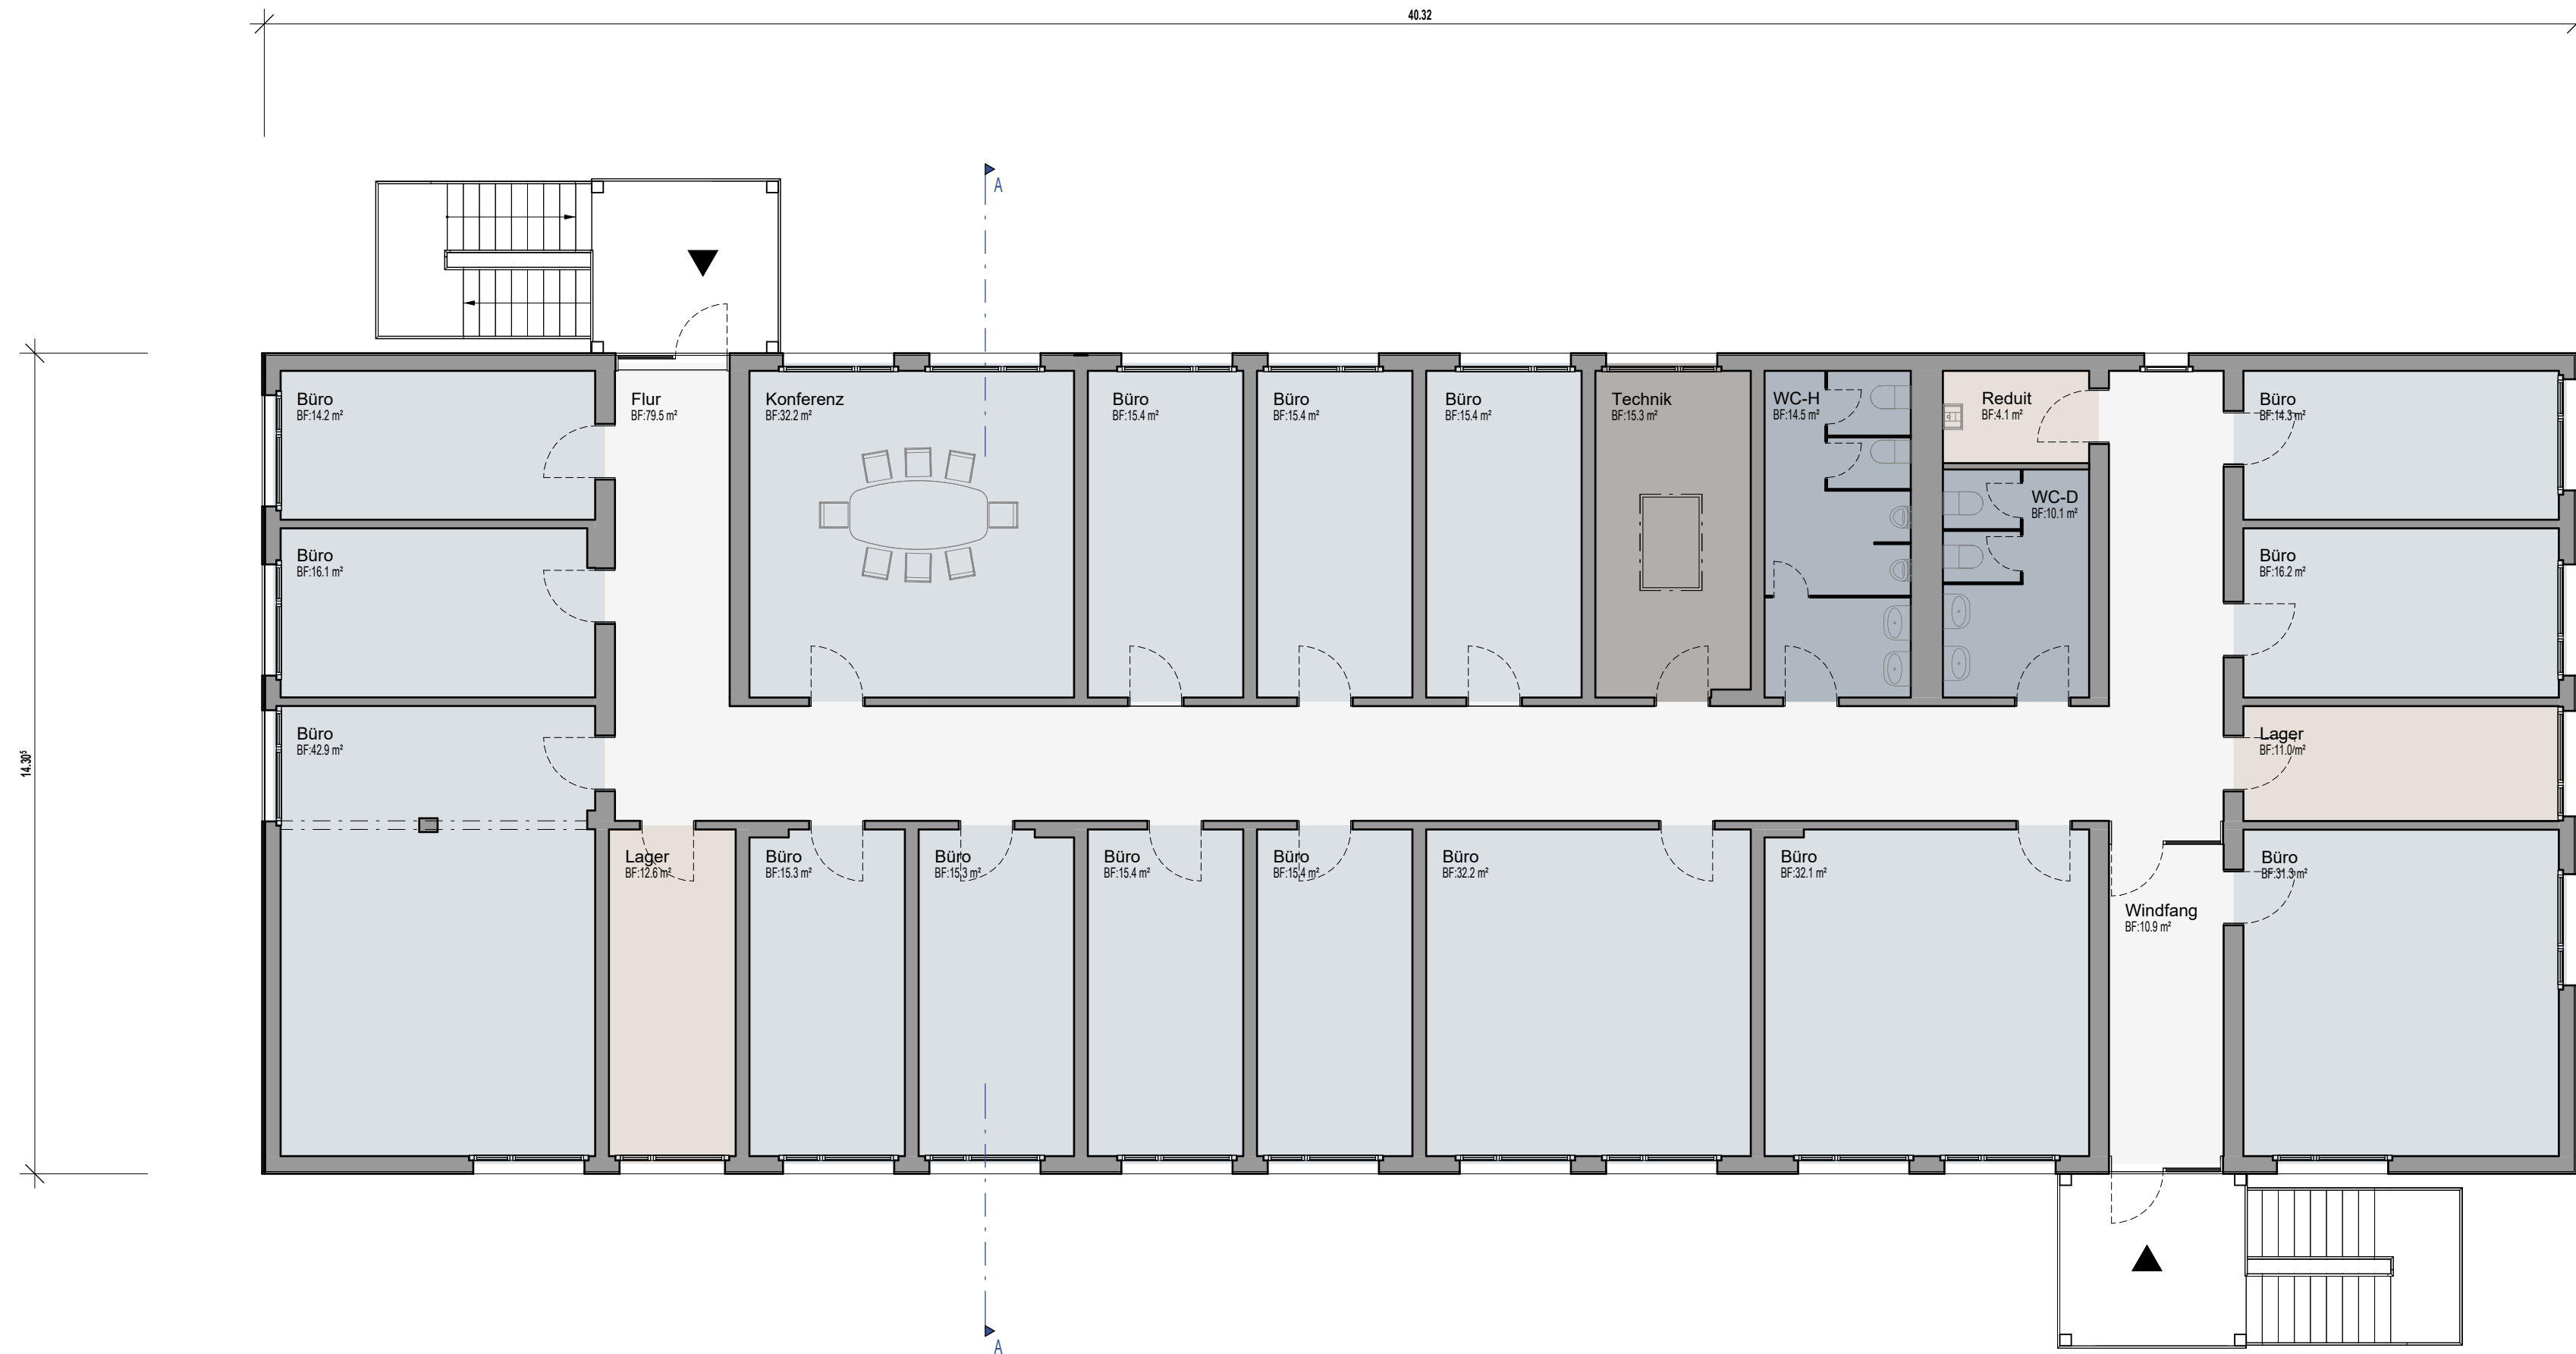 40.32
A
Büro
BF:14.2 m²
Flur
BF:79.5 m²
Konferenz
BF:32.2 m²
Büro
BF:15.4 m²
Büro
BF:15.4 m²
Büro
BF:15.4 m²
Technik
BF:15.3 m²
WC-H
BF:14.5 m²
Reduit
BF:4.1 m²
Büro
BF:14.3 m²
WC-D
BF:10.1 m²
Büro
BF:16.1 m²
Büro
BF:16.2 m²
Büro
BF:42.9 m²
Lager
BF:11.0 m²
14.30⁵
Lager
BF:12.6 m²
Büro
BF:15.3 m²
Büro
BF:15.3 m²
Büro
BF:15.4 m²
Büro
BF:15.4 m²
Büro
BF:32.2 m²
Büro
BF:32.1 m²
Büro
BF:31.3 m²
Windfang
BF:10.9 m²
A